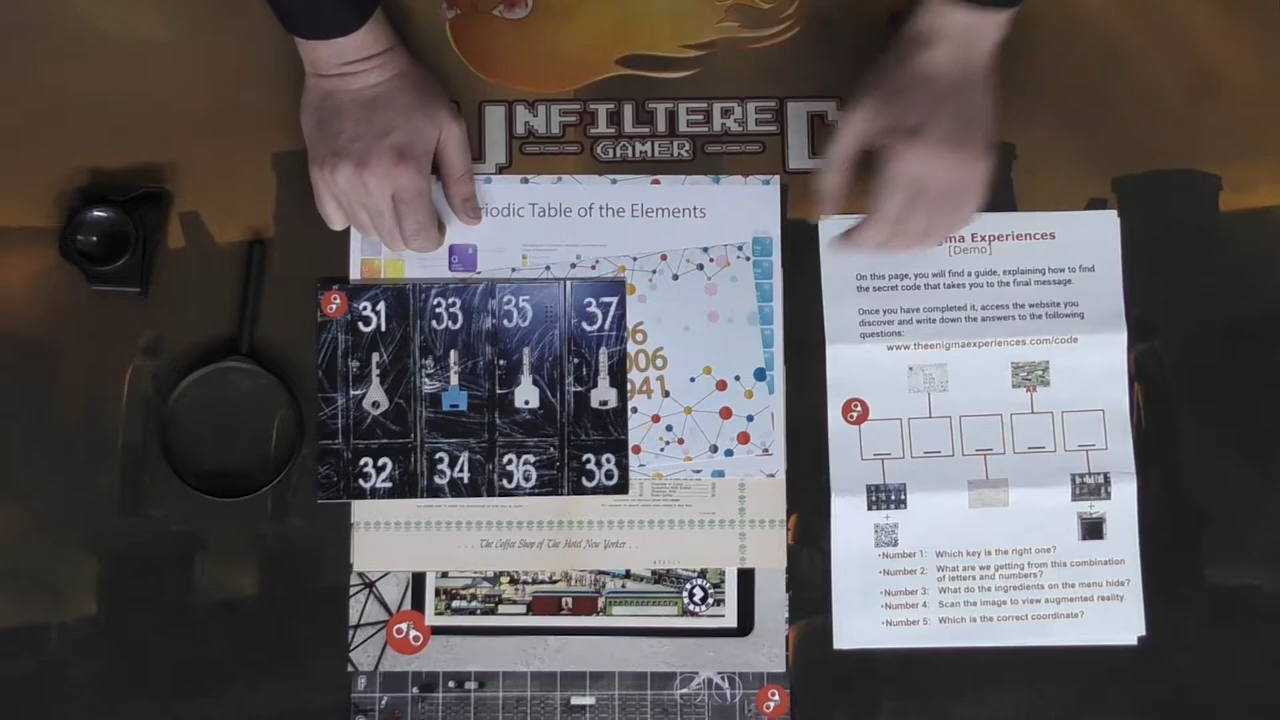 UNFILTERED G
--- GAMER ---
riodic Table of the Elements
31 33 35 37
32 34 36 38
06
006
941
The Coffee Shop of The Hotel New Yorker
gma Experiences
[Demo]
On this page, you will find a guide, explaining how to find
the secret code that takes you to the final message.
Once you have completed it, access the website you
discover and write down the answers to the following
questions:
www.theenigmaexperiences.com/code
AR
+
+
•Number 1: Which key is the right one?
•Number 2: What are we getting from this combination
of letters and numbers?
•Number 3: What do the ingredients on the menu hide?
•Number 4: Scan the image to view augmented reality.
•Number 5: Which is the correct coordinate?